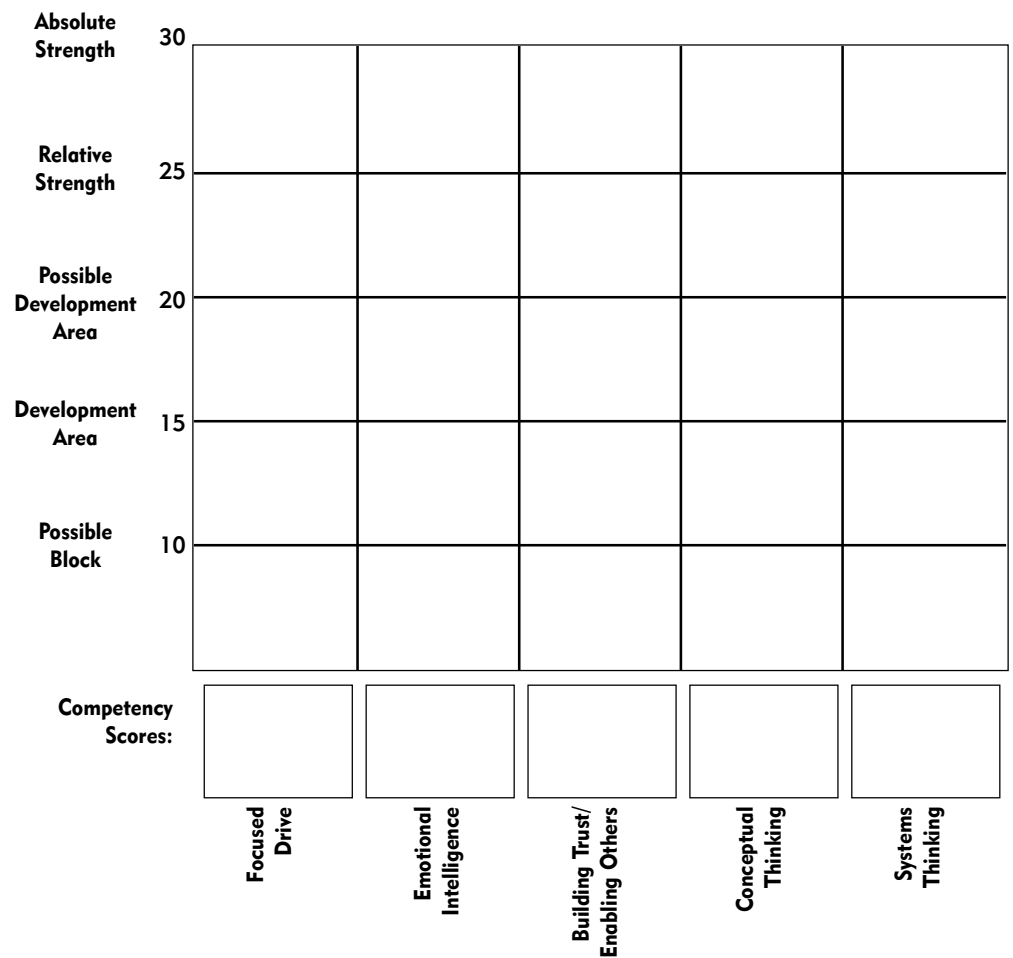 Absolute
Strength
30
Relative
Strength
25
Possible
Development
Area
20
Development
Area
15
Possible
Block
10
Competency
Scores:
Focused
Drive
Emotional
Intelligence
Building Trust/
Enabling Others
Conceptual
Thinking
Systems
Thinking